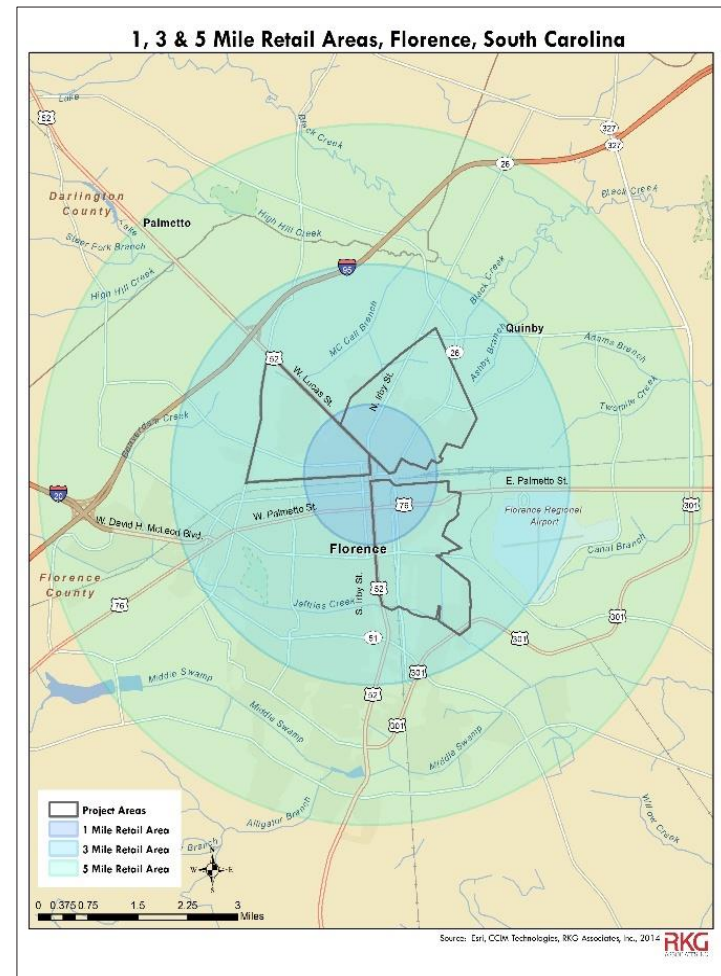 1, 3 & 5 Mile Retail Areas, Florence, South Carolina
Lake
52
327
327
Black Creek
26
Black Creek
Darlington
County
Lake
Palmetto
High Hill Creek
High Hill Creek
95
Black Creek
MC Call Branch
Quinby
52
W. Lucas St.
N. Irby St.
26
Ashby Branch
Adams Branch
Twomile Creek
20
W. David H. McLeod Blvd.
W. Palmetto St.
E. Palmetto St.
76
301
Florence Regional
Airport
Canal Branch
Florence
Florence
County
76
Jeffries Creek
S. Irby St.
52
51
301
301
301
52
301
Middle Swamp
Middle Swamp
Middle Swamp
Alligator Branch
Willow Creek
Project Areas
1 Mile Retail Area
3 Mile Retail Area
5 Mile Retail Area
Branch
N
W E
S
0 0.375 0.75 1.5 2.25 3
Miles
Source: Esri, CCIM Technologies, RKG Associates, Inc., 2014
RKG